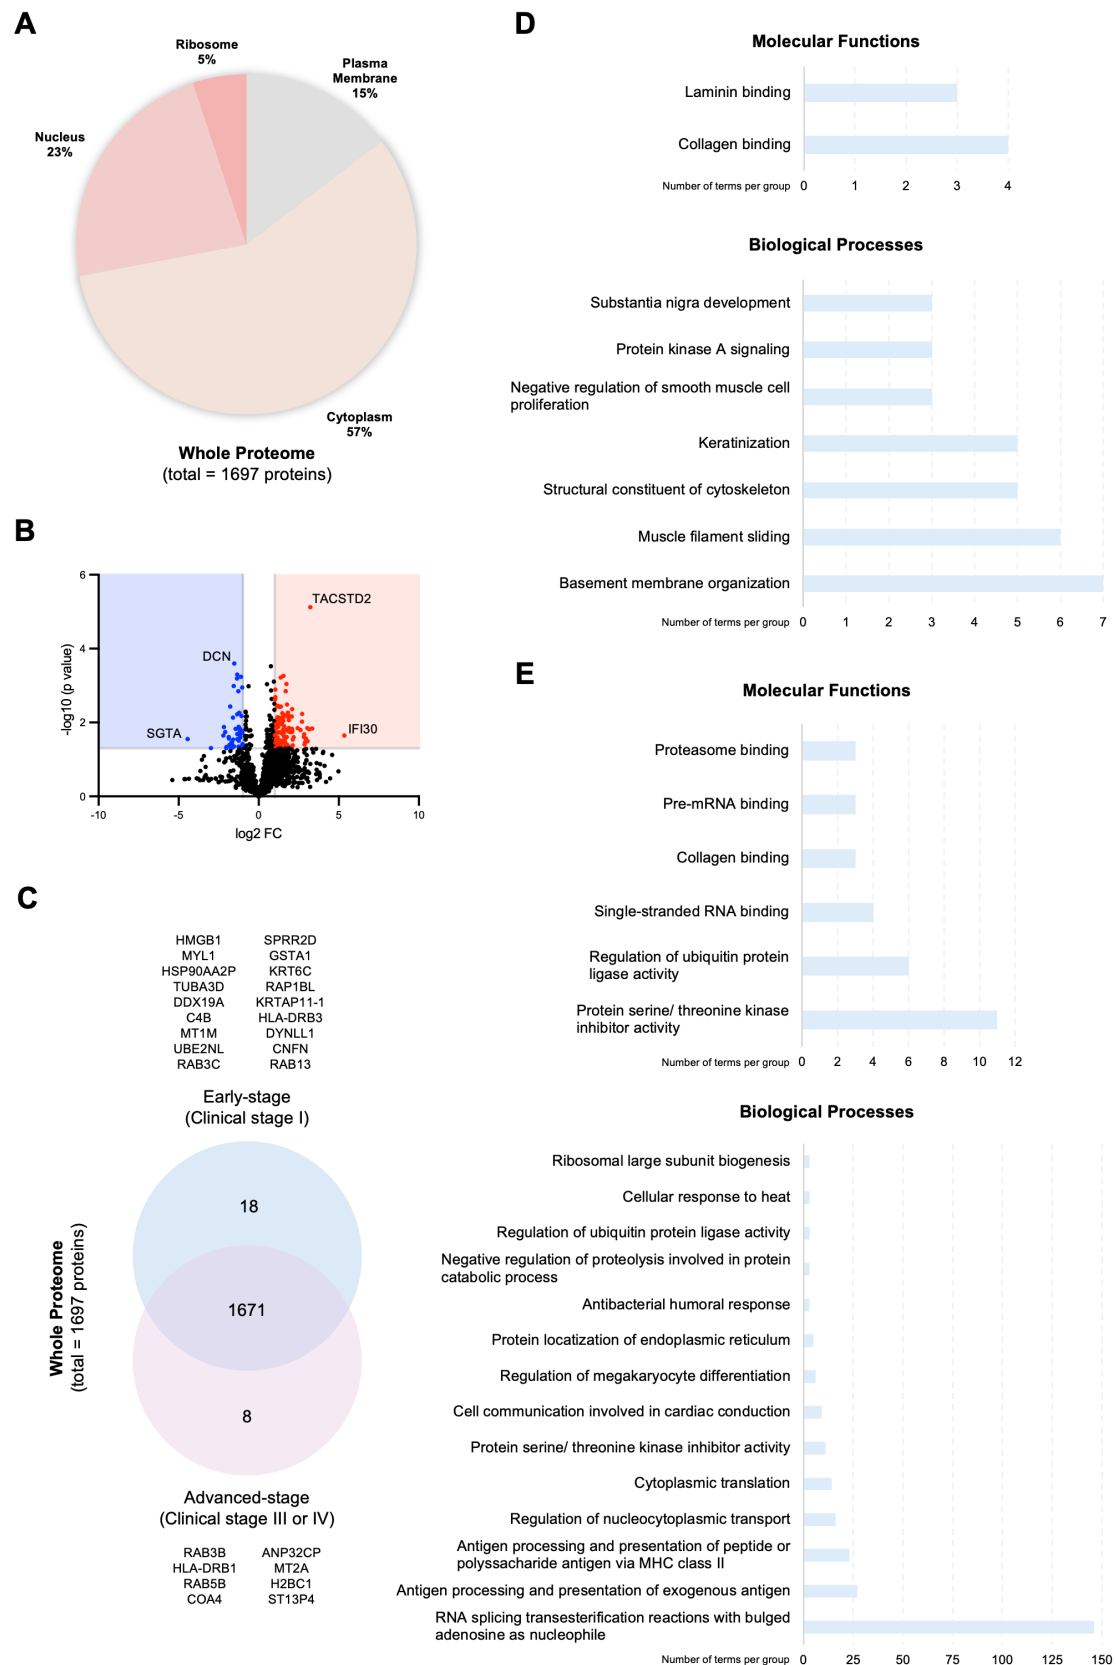 A
Ribosome
5%
Plasma
Membrane
15%
Nucleus
23%
Cytoplasm
57%
Whole Proteome
(total = 1697 proteins)
B
6
4
2
0
-log10 (p value)
TACSTD2
DCN
SGTA
IFI30
-10
-5
0
5
10
log2 FC
C
HMGB1 SPRR2D
MYL1 GSTA1
HSP90AA2P KRT6C
TUBA3D RAP1BL
DDX19A KRTAP11-1
C4B HLA-DRB3
MT1M DYNLL1
UBE2NL CNFN
RAB3C RAB13
Early-stage
(Clinical stage I)
18
1671
8
Whole Proteome
(total = 1697 proteins)
Advanced-stage
(Clinical stage III or IV)
RAB3B ANP32CP
HLA-DRB1 MT2A
RAB5B H2BC1
COA4 ST13P4
D
Molecular Functions
Laminin binding
Collagen binding
Number of terms per group 0 1 2 3 4
Biological Processes
Substantia nigra development
Protein kinase A signaling
Negative regulation of smooth muscle cell
proliferation
Keratinization
Structural constituent of cytoskeleton
Muscle filament sliding
Basement membrane organization
Number of terms per group 0 1 2 3 4 5 6 7
E
Molecular Functions
Proteasome binding
Pre-mRNA binding
Collagen binding
Single-stranded RNA binding
Regulation of ubiquitin protein
ligase activity
Protein serine/ threonine kinase
inhibitor activity
Number of terms per group 0 2 4 6 8 10 12
Biological Processes
Ribosomal large subunit biogenesis
Cellular response to heat
Regulation of ubiquitin protein ligase activity
Negative regulation of proteolysis involved in protein
catabolic process
Antibacterial humoral response
Protein locatization of endoplasmic reticulum
Regulation of megakaryocyte differentiation
Cell communication involved in cardiac conduction
Protein serine/ threonine kinase inhibitor activity
Cytoplasmic translation
Regulation of nucleocytoplasmic transport
Antigen processing and presentation of peptide or
polyssacharide antigen via MHC class II
Antigen processing and presentation of exogenous antigen
RNA splicing transesterification reactions with bulged
adenosine as nucleophile
Number of terms per group 0 25 50 75 100 125 150